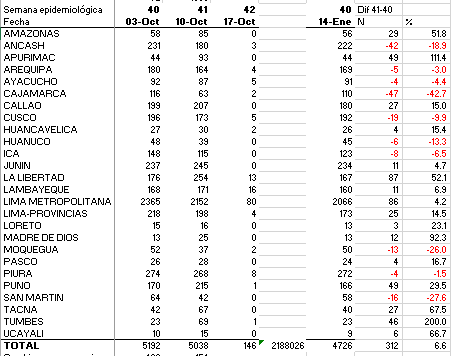 Semana epidemiológica 40 41 42 40 Dif 41-40
Fecha 03-Oct 10-Oct 17-Oct 14-Ene N %
AMAZONAS 58 85 0 56 29 51.8
ANCASH 231 180 3 222 -42 -18.9
APURIMAC 44 93 0 44 49 111.4
AREQUIPA 180 164 4 169 -5 -3.0
AYACUCHO 92 87 5 91 -4 -4.4
CAJAMARCA 116 63 2 110 -47 -42.7
CALLAO 199 207 0 180 27 15.0
CUSCO 196 173 5 192 -19 -9.9
HUANCAVELICA 27 30 2 26 4 15.4
HUANUCO 48 39 0 45 -6 -13.3
ICA 148 115 0 123 -8 -6.5
JUNIN 237 245 0 234 11 4.7
LA LIBERTAD 176 254 13 167 87 52.1
LAMBAYEQUE 168 171 16 160 11 6.9
LIMA METROPOLITANA 2365 2152 80 2066 86 4.2
LIMA-PROVINCIAS 218 198 4 173 25 14.5
LORETO 15 16 0 13 3 23.1
MADRE DE DIOS 13 25 0 13 12 92.3
MOQUEGUA 52 37 2 50 -13 -26.0
PASCO 26 28 0 24 4 16.7
PIURA 274 268 8 272 -4 -1.5
PUNO 170 215 1 166 49 29.5
SAN MARTIN 64 42 0 58 -16 -27.6
TACNA 42 67 0 40 27 67.5
TUMBES 23 69 1 23 46 200.0
UCAYALI 10 15 0 9 6 66.7
TOTAL 5192 5038 146 2188026 4726 312 6.6